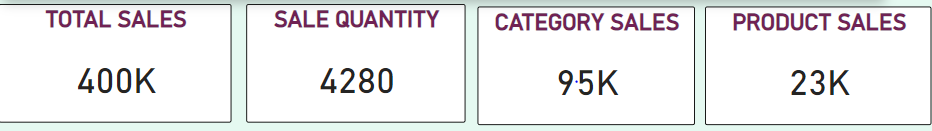 TOTAL SALES
400K
SALE QUANTITY
4280
CATEGORY SALES
95K
PRODUCT SALES
23K